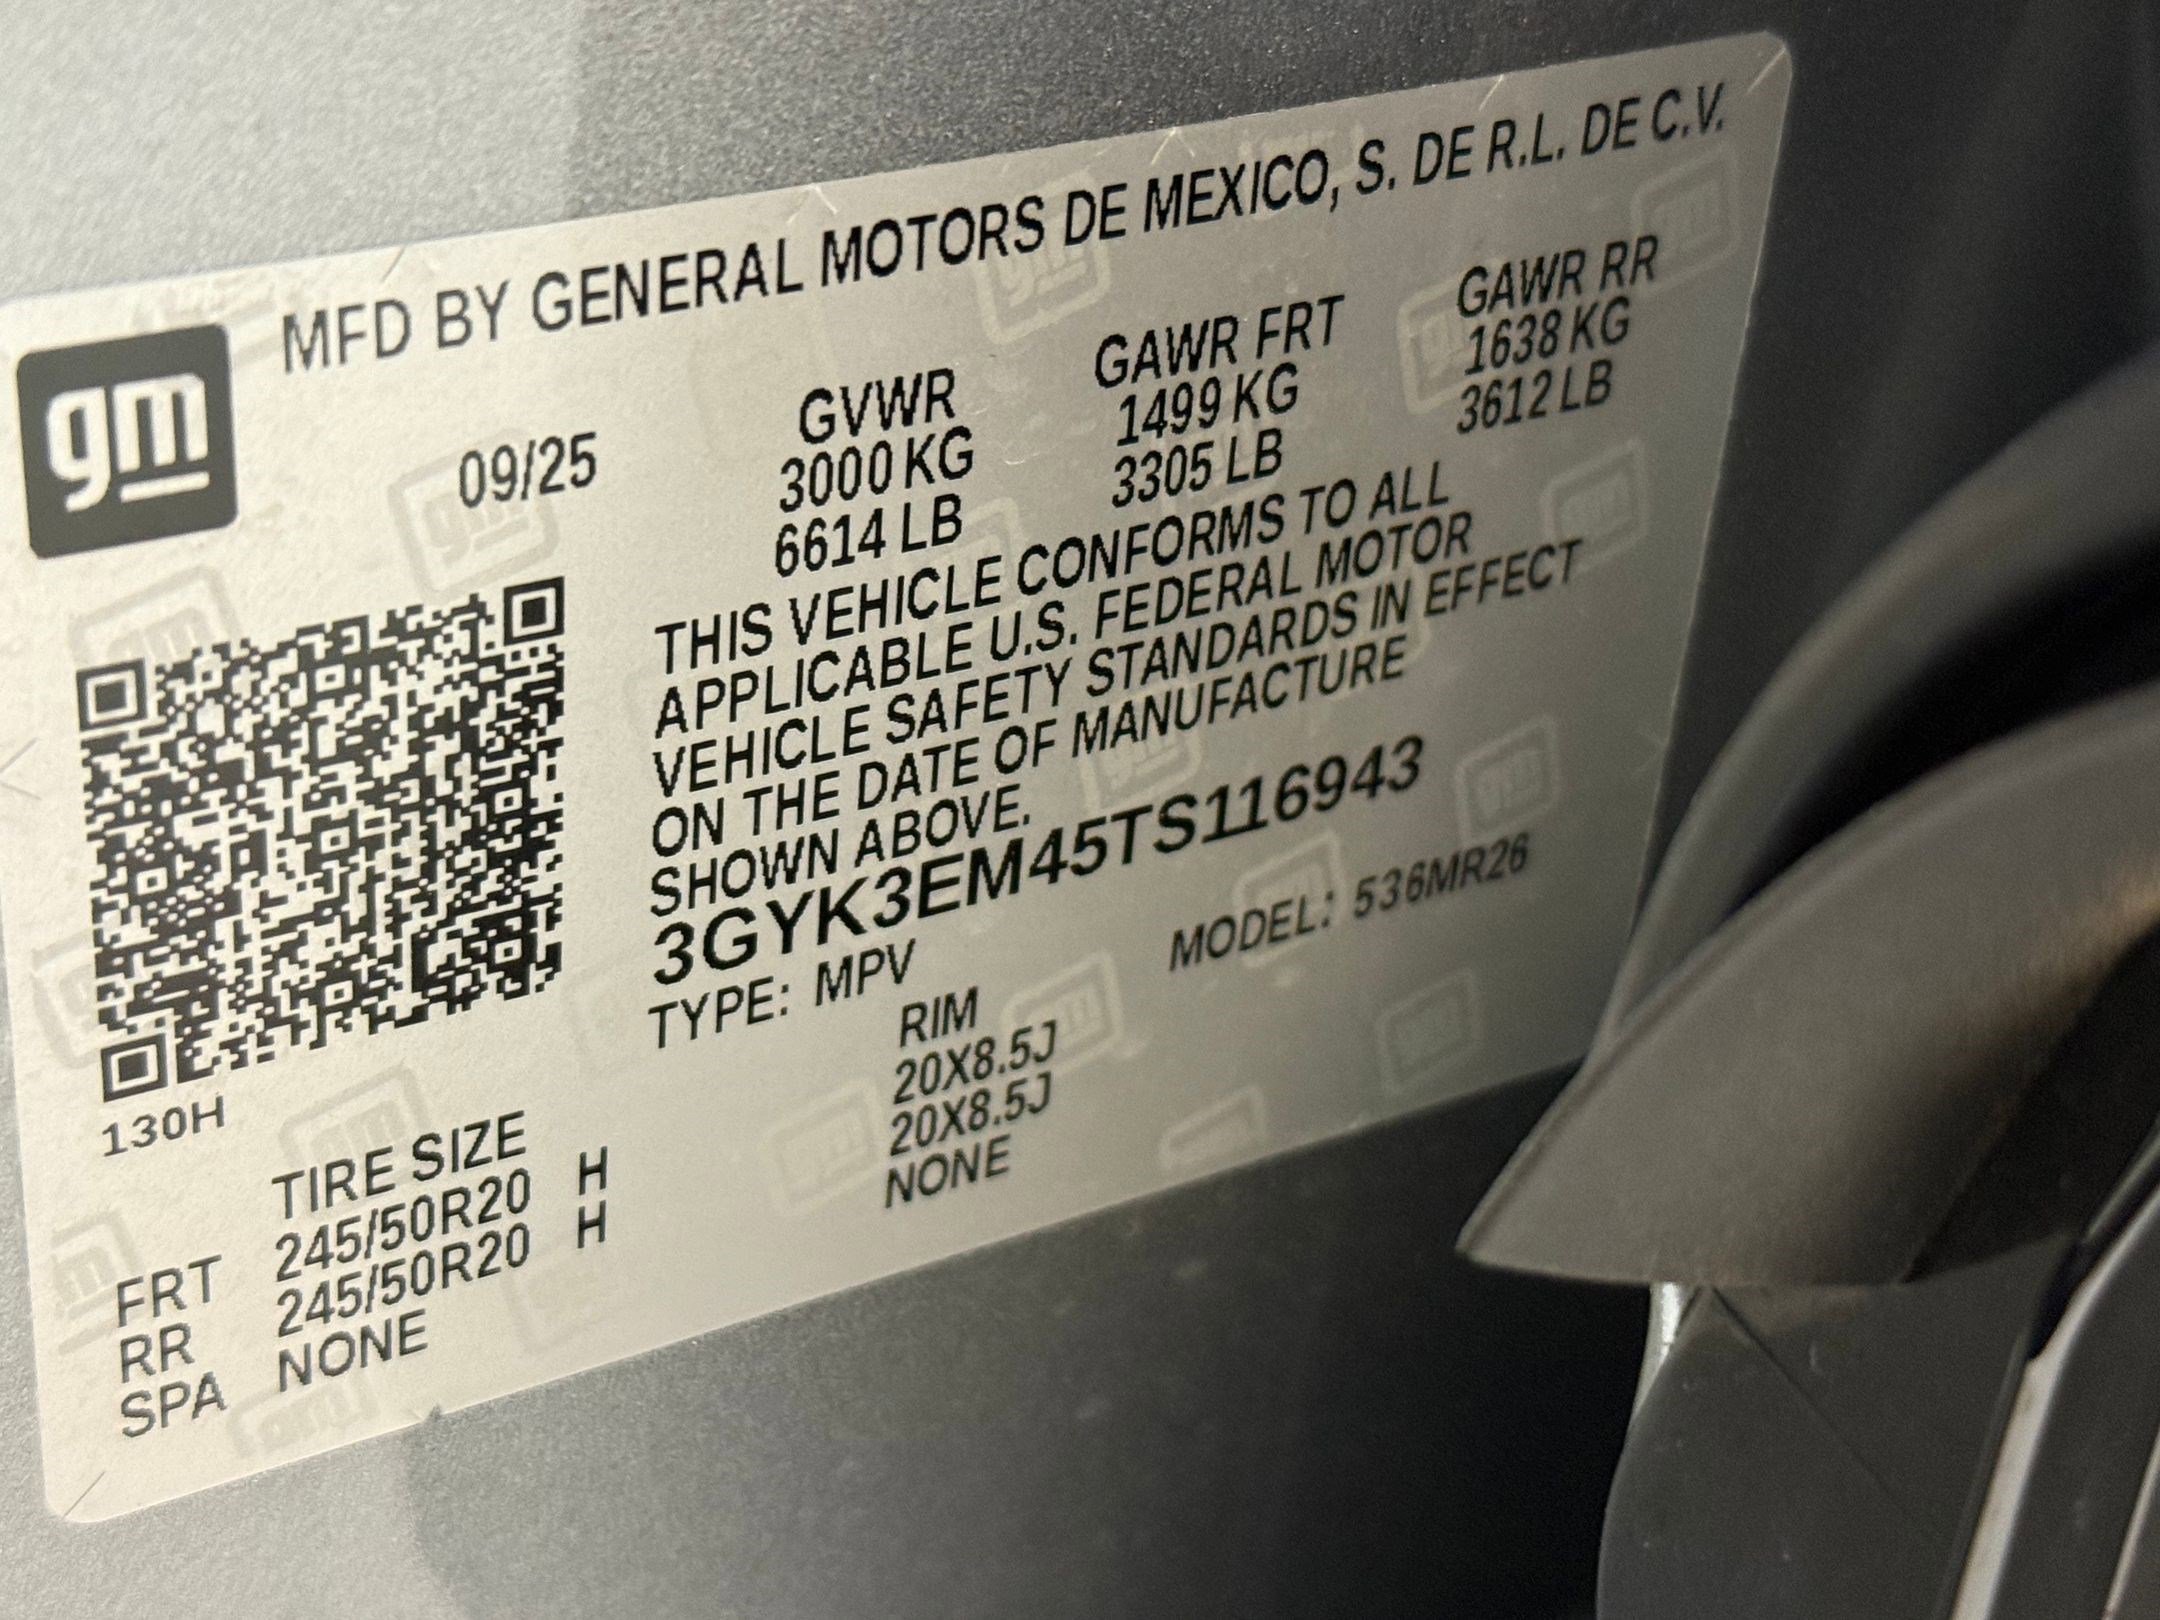 MFD BY GENERAL MOTORS DE MEXICO, S. DE R.L. DE C.V.
gm
09/25
GVWR GAWR FRT GAWR RR
3000 KG 1499 KG 1638 KG
6614 LB 3305 LB 3612 LB
THIS VEHICLE CONFORMS TO ALL
APPLICABLE U.S. FEDERAL MOTOR
VEHICLE SAFETY STANDARDS IN EFFECT
ON THE DATE OF MANUFACTURE
SHOWN ABOVE.
3GYK3EM45TS116943
TYPE: MPV MODEL: 536MR26
130H
TIRE SIZE RIM
FRT 245/50R20 H 20X8.5J
RR 245/50R20 H 20X8.5J
SPA NONE NONE